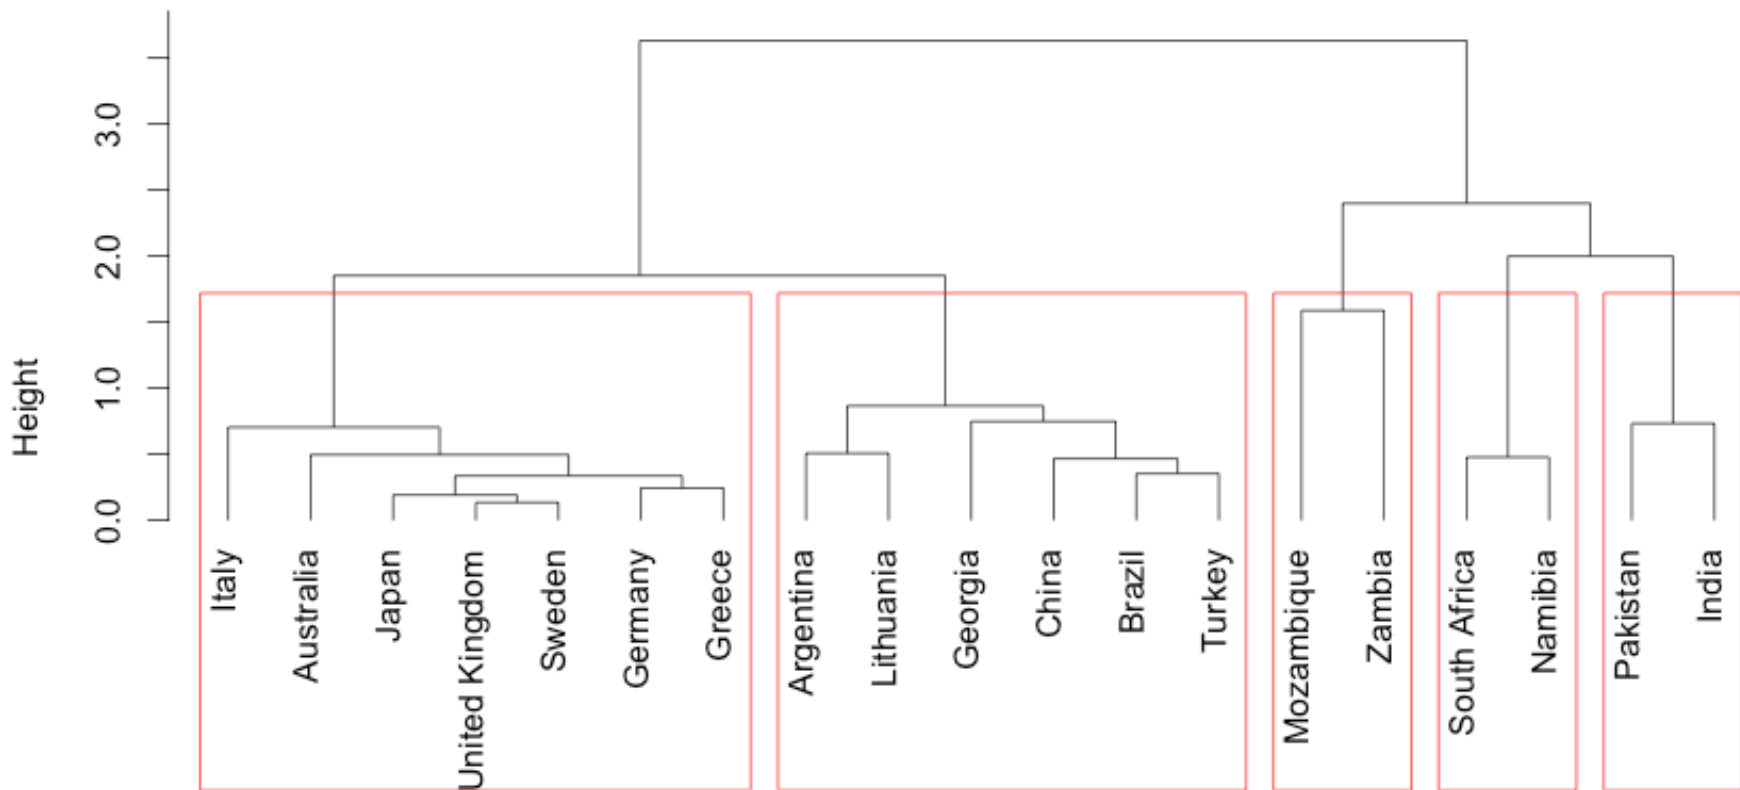 Height
3.0
2.0
1.0
0.0
Italy
Australia
Japan
United Kingdom
Sweden
Germany
Greece
Argentina
Lithuania
Georgia
China
Brazil
Turkey
Mozambique
Zambia
South Africa
Namibia
Pakistan
India